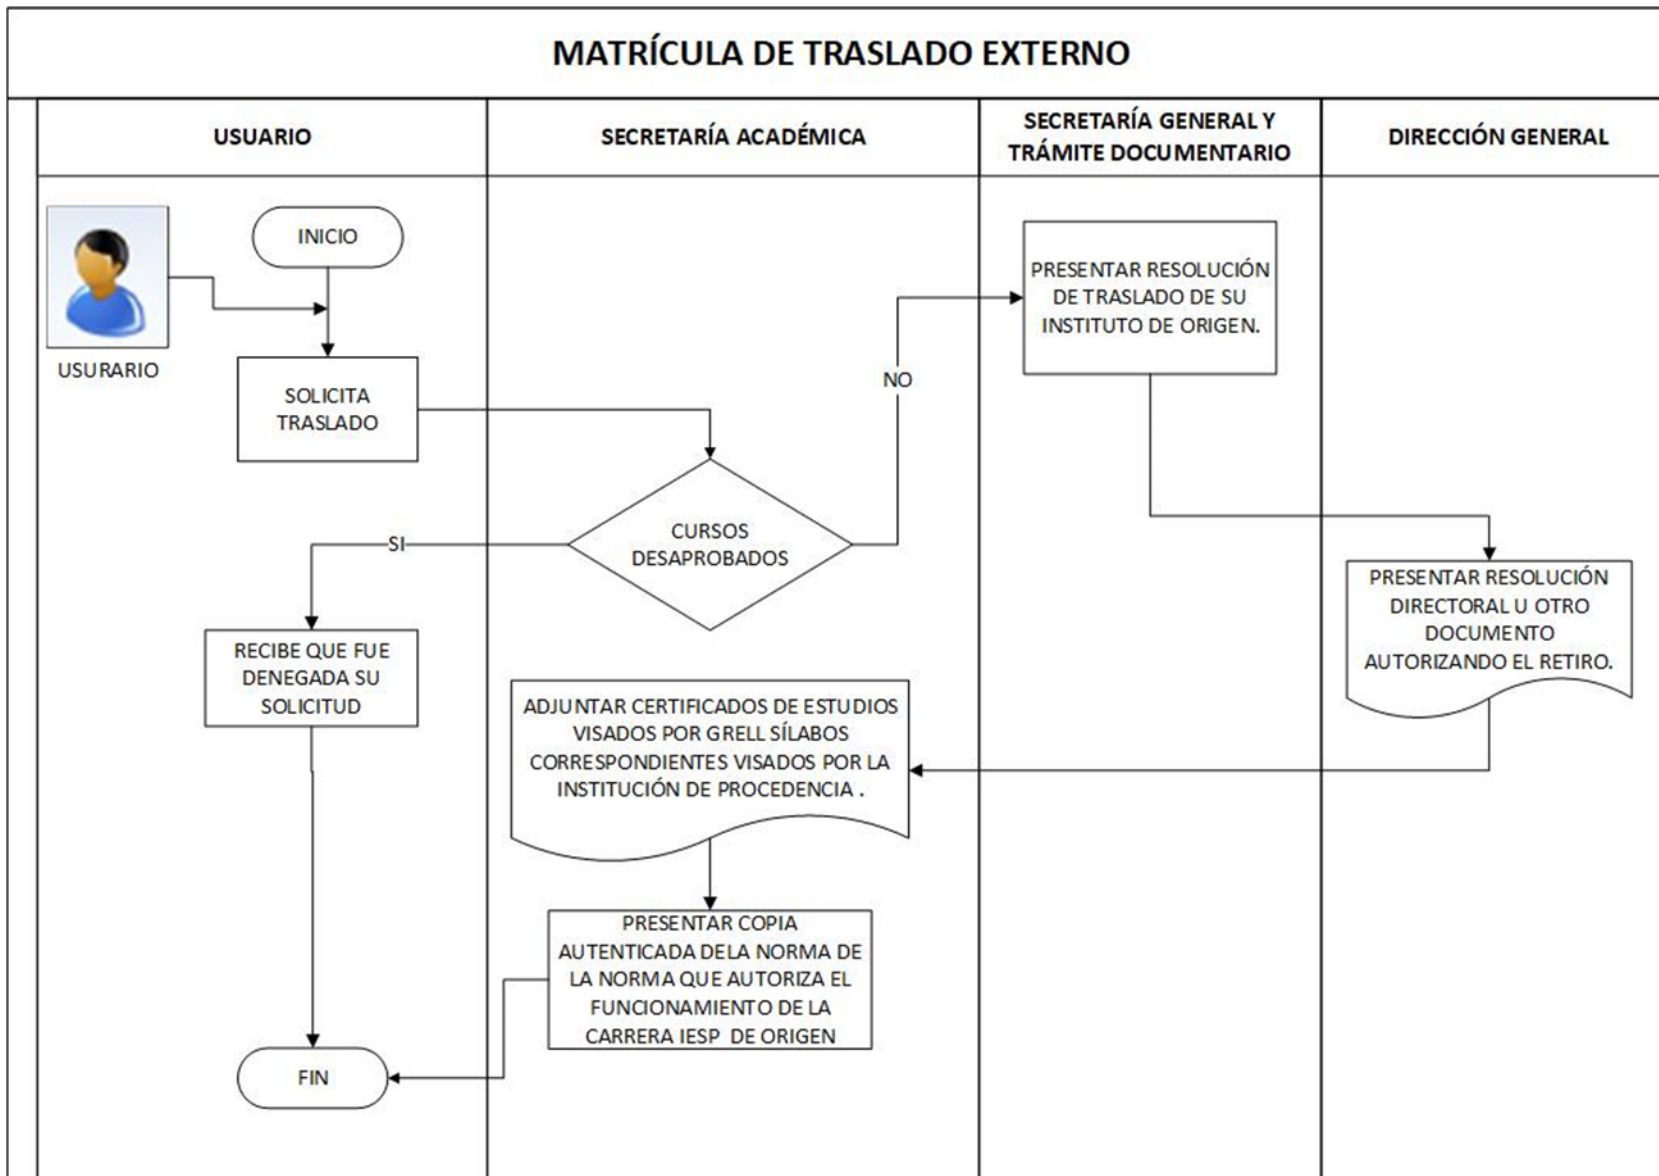 MATRÍCULA DE TRASLADO EXTERNO
USUARIO
SECRETARÍA ACADÉMICA
SECRETARÍA GENERAL Y
TRÁMITE DOCUMENTARIO
DIRECCIÓN GENERAL
INICIO
USURARIO
SOLICITA
TRASLADO
CURSOS
DESAPROBADOS
SI
NO
PRESENTAR RESOLUCIÓN
DE TRASLADO DE SU
INSTITUTO DE ORIGEN.
PRESENTAR RESOLUCIÓN
DIRECTORAL U OTRO
DOCUMENTO
AUTORIZANDO EL RETIRO.
RECIBE QUE FUE
DENEGADA SU
SOLICITUD
ADJUNTAR CERTIFICADOS DE ESTUDIOS
VISADOS POR GRELL SÍLABOS
CORRESPONDIENTES VISADOS POR LA
INSTITUCIÓN DE PROCEDENCIA .
PRESENTAR COPIA
AUTENTICADA DELA NORMA DE
LA NORMA QUE AUTORIZA EL
FUNCIONAMIENTO DE LA
CARRERA IESP DE ORIGEN
FIN